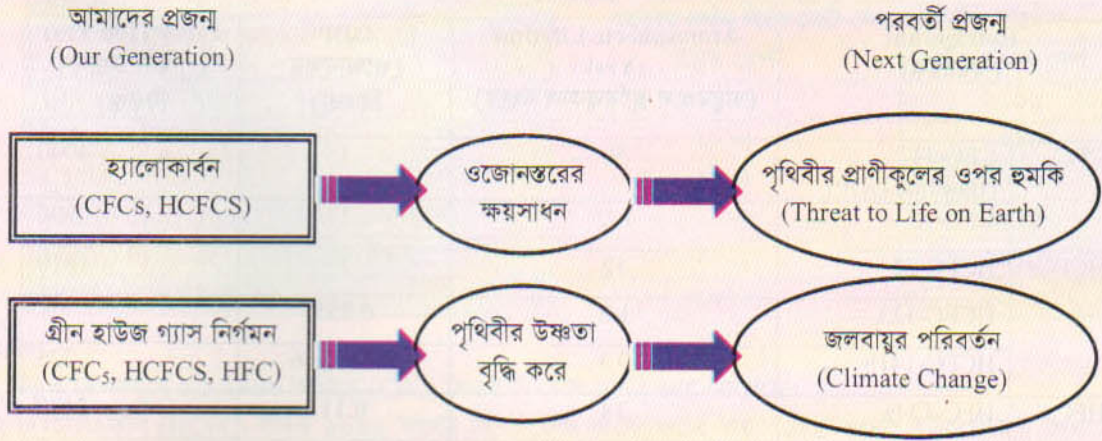 আমাদের প্রজন্ম
(Our Generation)
পরবর্তী প্রজন্ম
(Next Generation)
হ্যালোকার্বন
(CFCs, HCFCS)
ওজোনস্তরের
ক্ষয়সাধন
পৃথিবীর প্রাণীকুলের ওপর হুমকি
(Threat to Life on Earth)
গ্রীন হাউজ গ্যাস নির্গমন
(CFC₅, HCFCS, HFC)
পৃথিবীর উষ্ণতা
বৃদ্ধি করে
জলবায়ুর পরিবর্তন
(Climate Change)